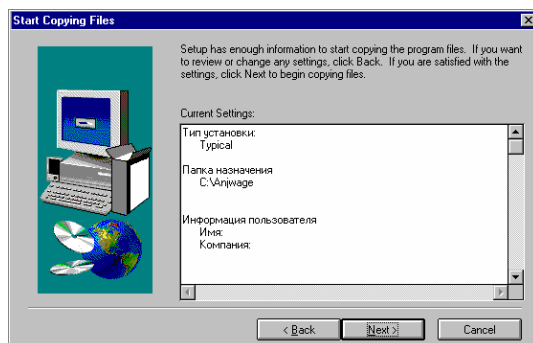 Start Copying Files
Setup has enough information to start copying the program files. If you want
to review or change any settings, click Back. If you are satisfied with the
settings, click Next to begin copying files.
Current Settings:
Тип установки:
Typical
Папка назначения
C:\Anjwage
Информация пользователя
Имя:
Компания:
< Back
Next >
Cancel